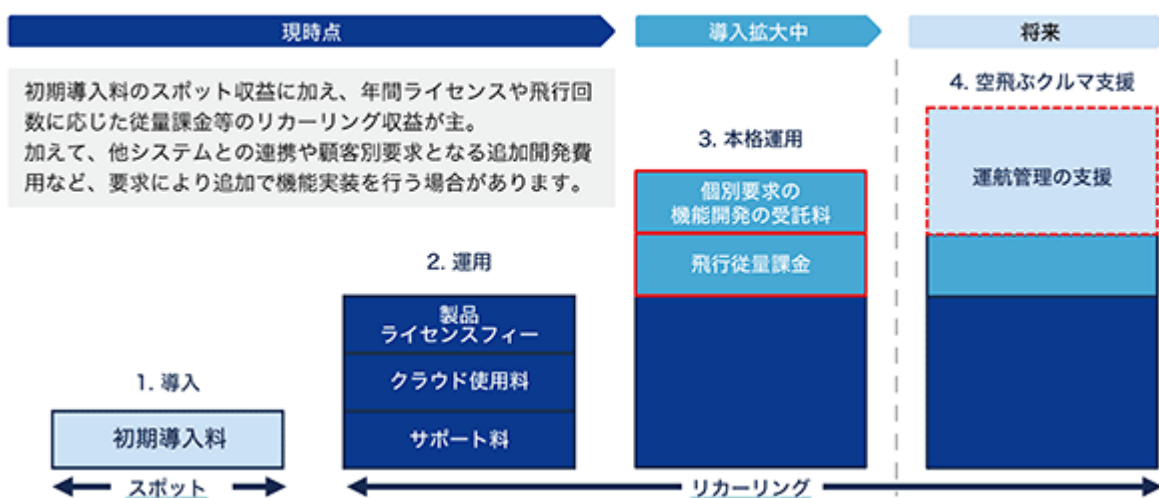 現時点
導入拡大中
将来
初期導入料のスポット収益に加え、年間ライセンスや飛行回
数に応じた従量課金等のリカーリング収益が主。
加えて、他システムとの連携や顧客別要求となる追加開発費
用など、要求により追加で機能実装を行う場合があります。
1. 導入
初期導入料
2. 運用
製品
ライセンスフィー
クラウド使用料
サポート料
3. 本格運用
個別要求の
機能開発の受託料
飛行従量課金
4. 空飛ぶクルマ支援
運航管理の支援
スポット
リカーリング